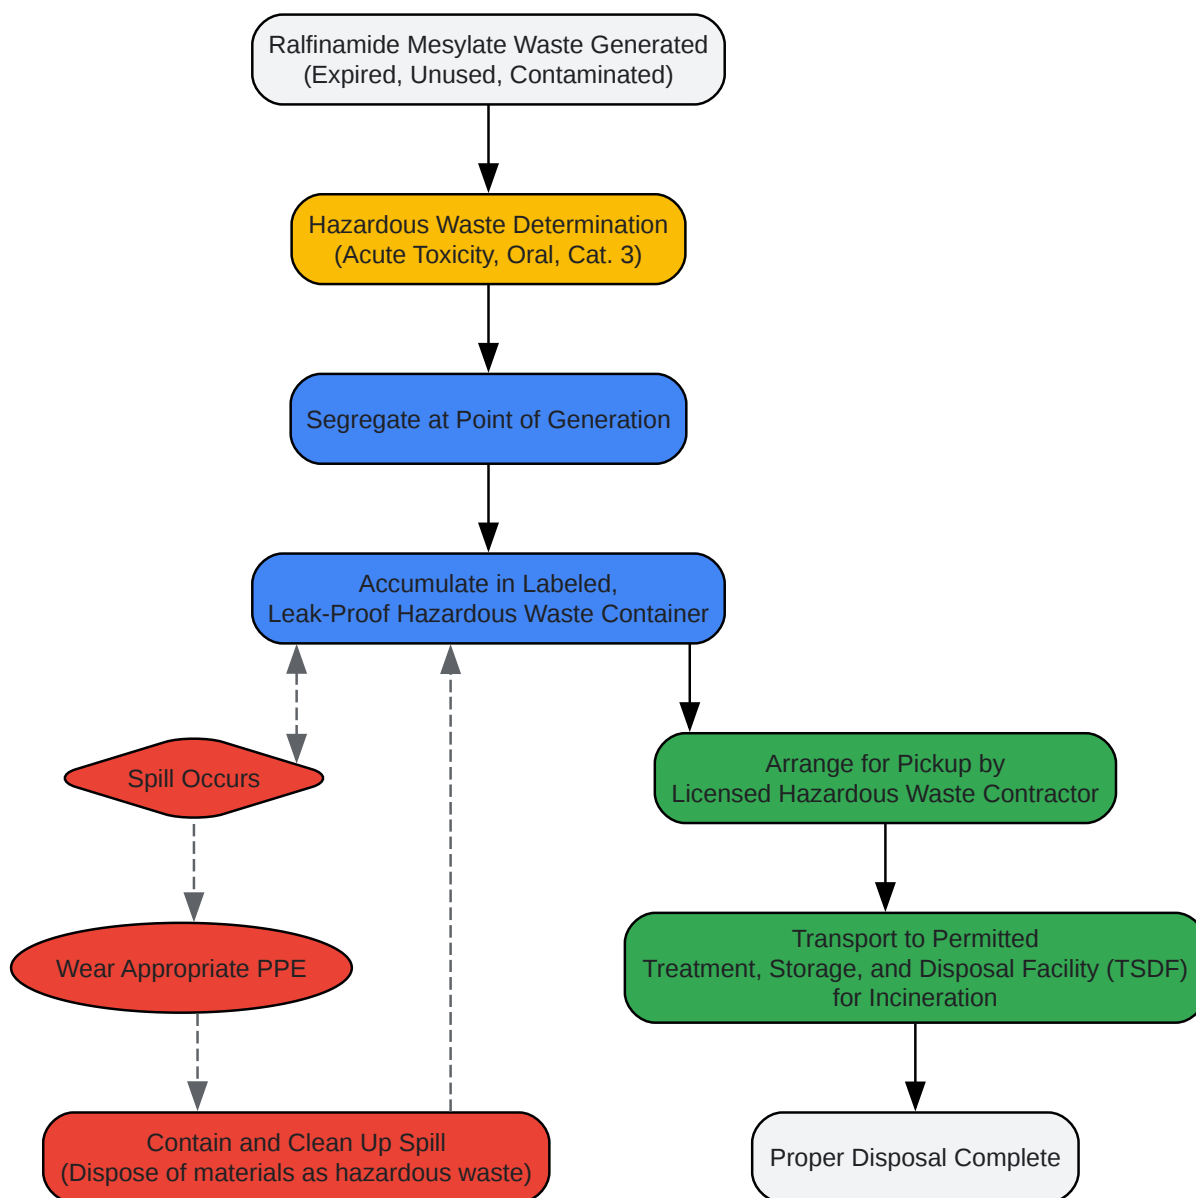 Ralfinamide Mesylate Waste Generated
(Expired, Unused, Contaminated)
Hazardous Waste Determination
(Acute Toxicity, Oral, Cat. 3)
Segregate at Point of Generation
Accumulate in Labeled,
Leak-Proof Hazardous Waste Container
Spill Occurs
Arrange for Pickup by
Licensed Hazardous Waste Contractor
Wear Appropriate PPE
Transport to Permitted
Treatment, Storage, and Disposal Facility (TSDF)
for Incineration
Contain and Clean Up Spill
(Dispose of materials as hazardous waste)
Proper Disposal Complete